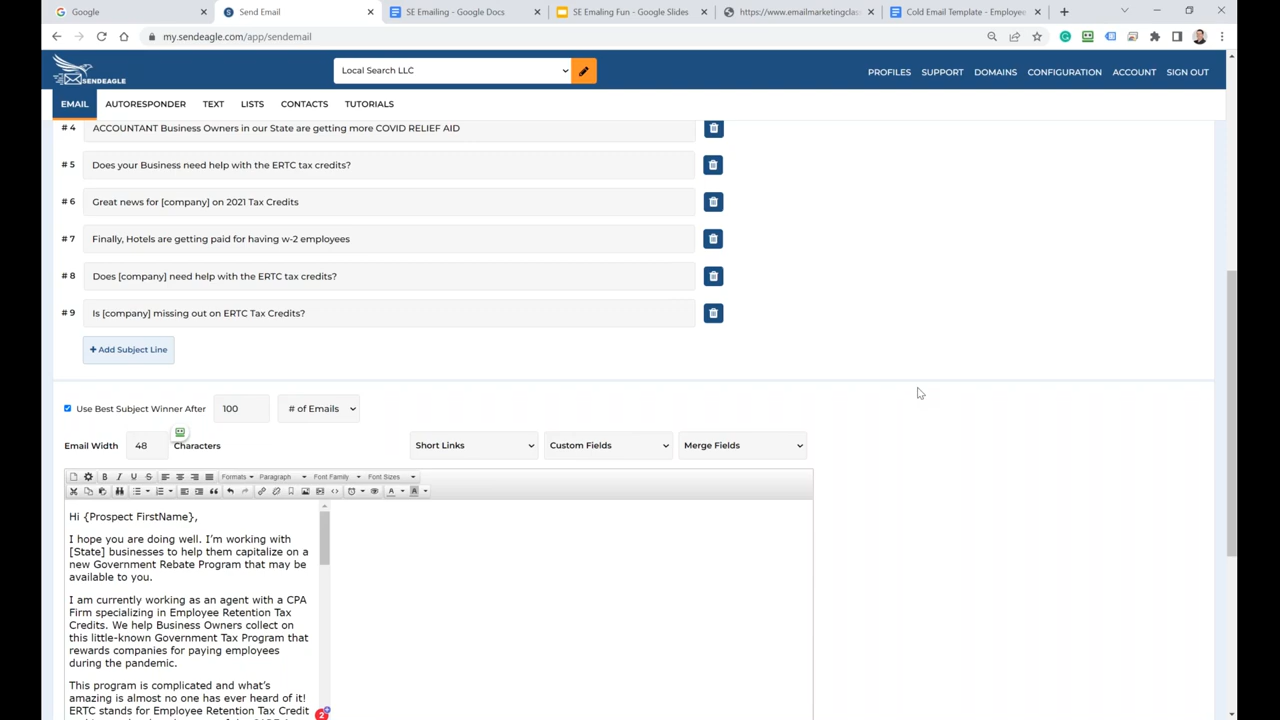 Google
Send Email
SE Emailing - Google Docs
SE Emaling Fun - Google Slides
https://www.emailmarketingclas
Cold Email Template - Employee
my.sendeagle.com/app/sendemail
SENDEAGLE
Local Search LLC
PROFILES
SUPPORT
DOMAINS
CONFIGURATION
ACCOUNT
SIGN OUT
EMAIL
AUTORESPONDER
TEXT
LISTS
CONTACTS
TUTORIALS
# 4 ACCOUNTANT Business Owners in our State are getting more COVID RELIEF AID
# 5 Does your Business need help with the ERTC tax credits?
# 6 Great news for [company] on 2021 Tax Credits
# 7 Finally, Hotels are getting paid for having w-2 employees
# 8 Does [company] need help with the ERTC tax credits?
# 9 Is [company] missing out on ERTC Tax Credits?
+ Add Subject Line
Use Best Subject Winner After 100 # of Emails
Email Width 48 Characters
Short Links
Custom Fields
Merge Fields
Formats
Paragraph
Font Family
Font Sizes
Hi {Prospect FirstName},
I hope you are doing well. I'm working with
[State] businesses to help them capitalize on a
new Government Rebate Program that may be
available to you.
I am currently working as an agent with a CPA
Firm specializing in Employee Retention Tax
Credits. We help Business Owners collect on
this little-known Government Tax Program that
rewards companies for paying employees
during the pandemic.
This program is complicated and what's
amazing is almost no one has ever heard of it!
ERTC stands for Employee Retention Tax Credit
2